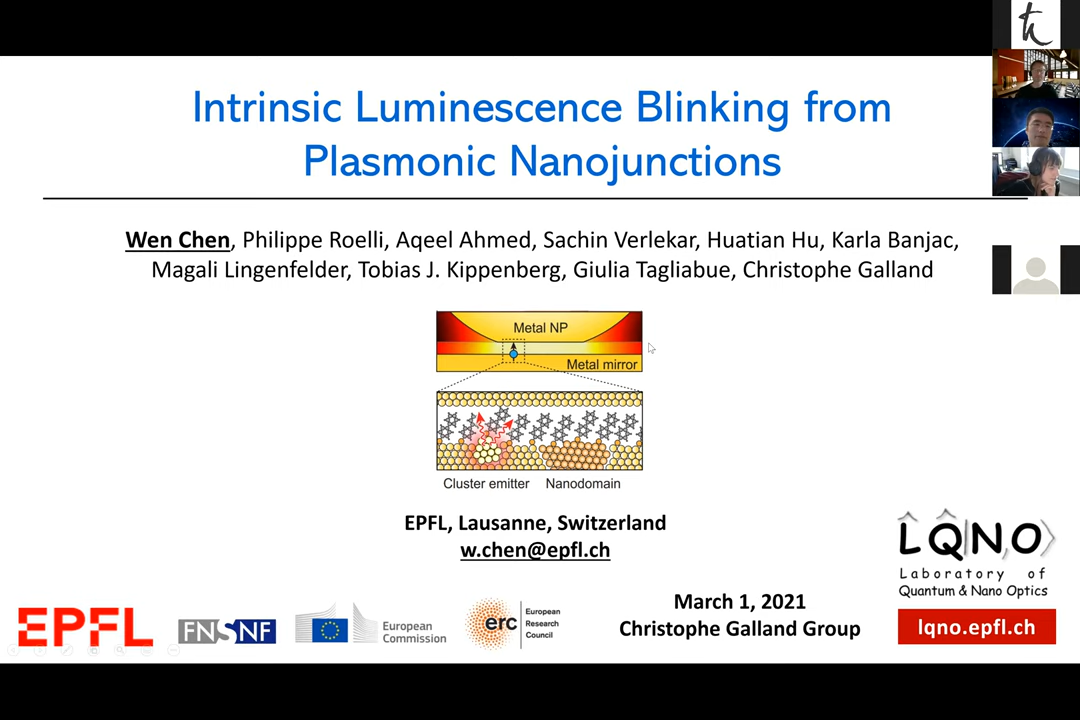 Intrinsic Luminescence Blinking from
Plasmonic Nanojunctions
Wen Chen, Philippe Roelli, Aqeel Ahmed, Sachin Verlekar, Huatian Hu, Karla Banjac,
Magali Lingenfelder, Tobias J. Kippenberg, Giulia Tagliabue, Christophe Galland
Metal NP
Metal mirror
Cluster emitter Nanodomain
EPFL, Lausanne, Switzerland
w.chen@epfl.ch
March 1, 2021
Christophe Galland Group
LQNO
Laboratory of
Quantum & Nano Optics
lqno.epfl.ch
EPFL
FNSNF
European
Commission
erc
European
Research
Council